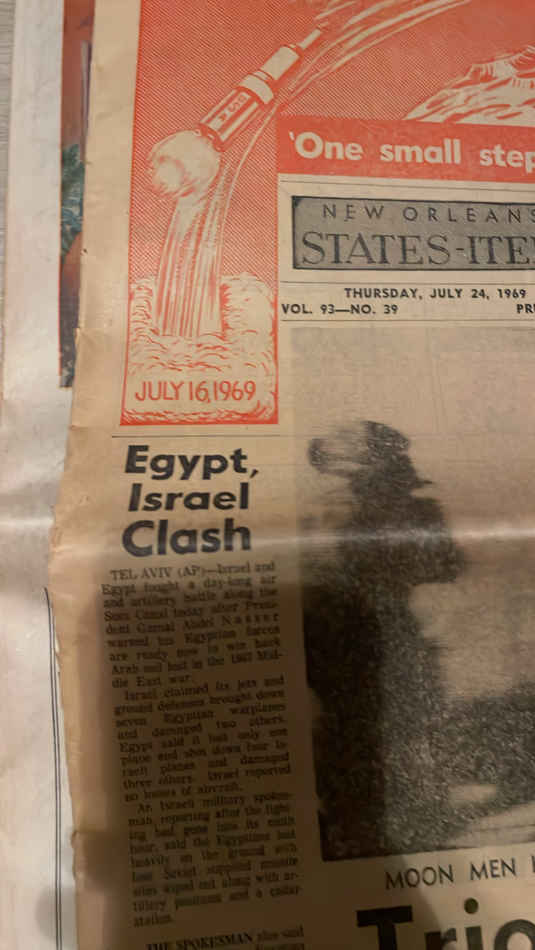 'One small step
NEW ORLEANS
STATES-ITE
THURSDAY, JULY 24, 1969
VOL. 93—NO. 39
PR
JULY 16, 1969
Egypt,
Israel
Clash
TEL AVIV (AP)—Israel and
Egypt fought a day-long air
and artillery battle along the
Suez Canal today after Presi-
dent Gamal Abdel Nasser
warned his Egyptian forces
are ready now to win back
Arab soil lost in the 1967 Mid-
dle East war.
Israel claimed its jets and
ground defenses brought down
seven Egyptian warplanes
and damaged two others.
Egypt said it lost only one
plane and shot down four Is-
raeli planes and damaged
three others. Israel reported
no losses of aircraft.
An Israeli military spokes-
man, reporting after the fight-
ing had gone into its ninth
hour, said the Egyptians lost
heavily on the ground with
Soviet supplied missile
sites wiped out along with ar-
tillery positions and a radar
station.
THE SPOKESMAN also said
MOON MEN
Trio